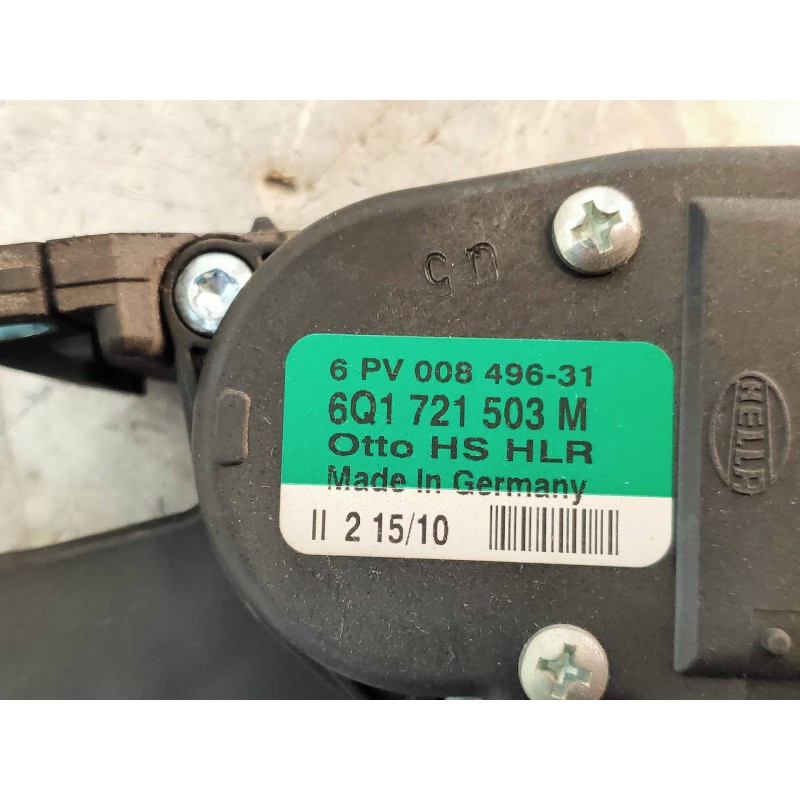 6 PV 008 496-31
6Q1 721 503 M
Otto HS HLR
Made In Germany
II 2 15/10
HELLA